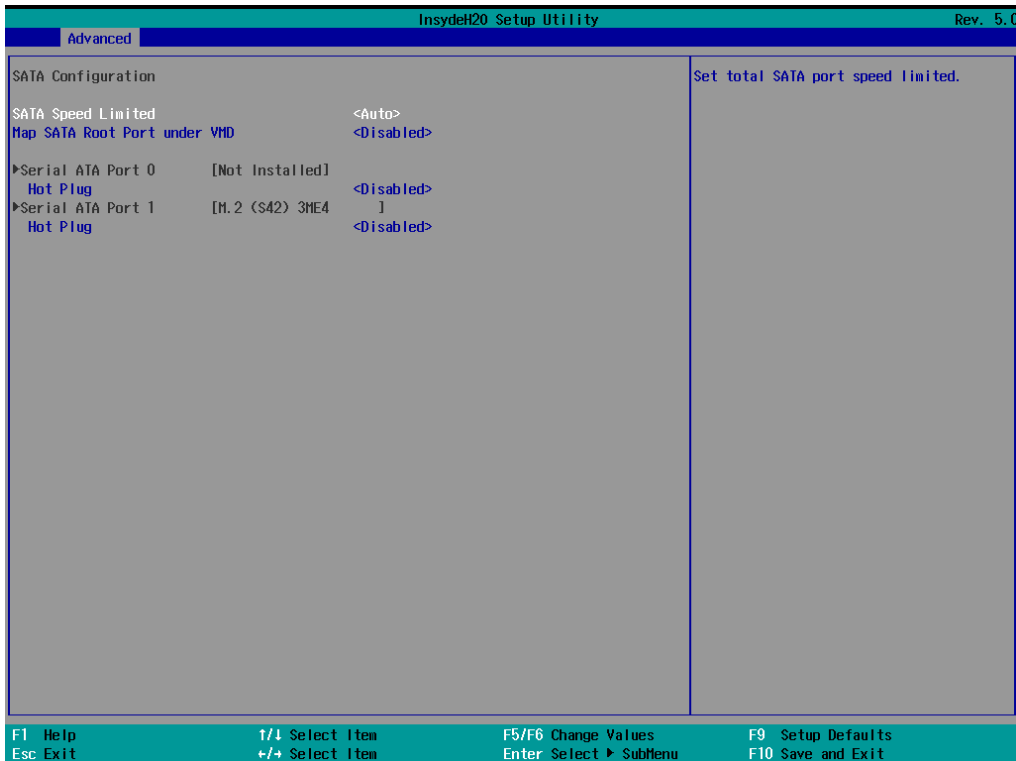 InsydeH20 Setup Utility Rev. 5.0
Advanced
SATA Configuration
Set total SATA port speed limited.
SATA Speed Limited <Auto>
Map SATA Root Port under VMD <Disabled>
▶Serial ATA Port 0 [Not Installed]
Hot Plug <Disabled>
▶Serial ATA Port 1 [M.2 (S42) 3ME4 ]
Hot Plug <Disabled>
F1 Help ↑/↓ Select Item F5/F6 Change Values F9 Setup Defaults
Esc Exit ←/→ Select Item Enter Select ▶ SubMenu F10 Save and Exit